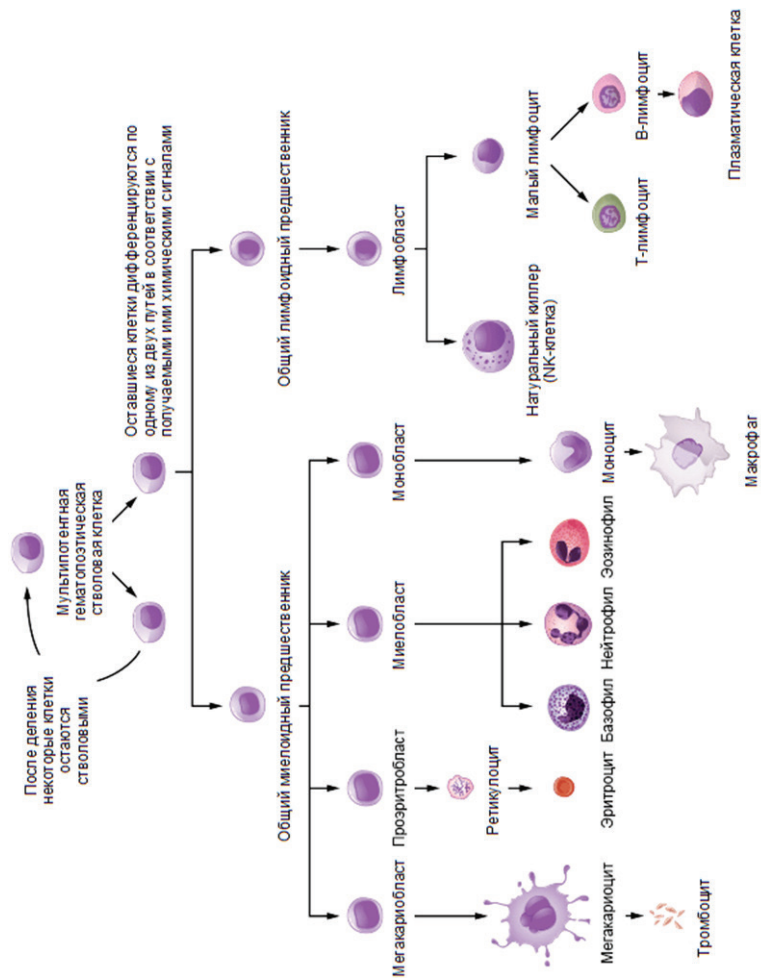 После деления
некоторые клетки
остаются
стволовыми
Мультипотентная
гематопоэтическая
стволовая клетка
Оставшиеся клетки дифференцируются по
одному из двух путей в соответствии с
получаемыми ими химическими сигналами
Общий миелоидный предшественник
Общий лимфоидный предшественник
Мегакариобласт
Проэритробласт
Миелобласт
Монобласт
Лимфобласт
Ретикулоцит
Натуральный киллер
(NK-клетка)
Малый лимфоцит
Мегакариоцит
Эритроцит
Базофил
Нейтрофил
Эозинофил
Моноцит
Т-лимфоцит
В-лимфоцит
Тромбоцит
Макрофаг
Плазматическая клетка